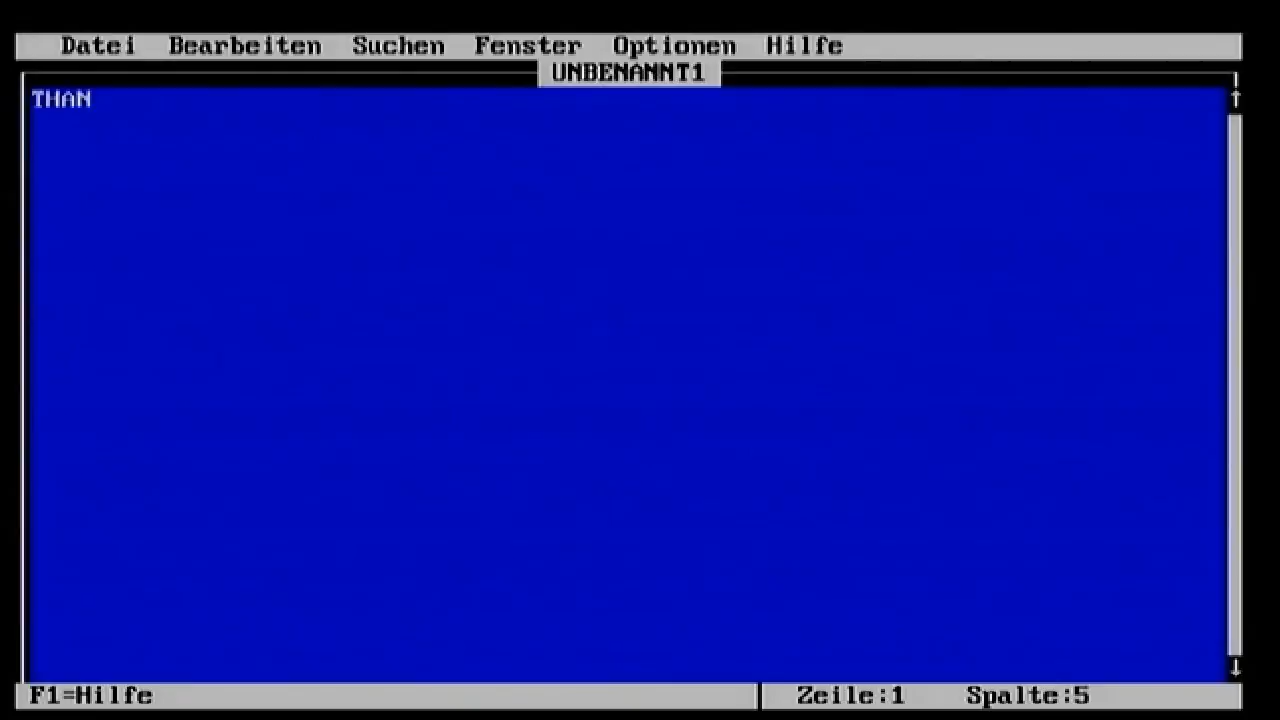 Datei Bearbeiten Suchen Fenster Optionen Hilfe
UNBENANNT1
THAN
F1=Hilfe Zeile:1 Spalte:5